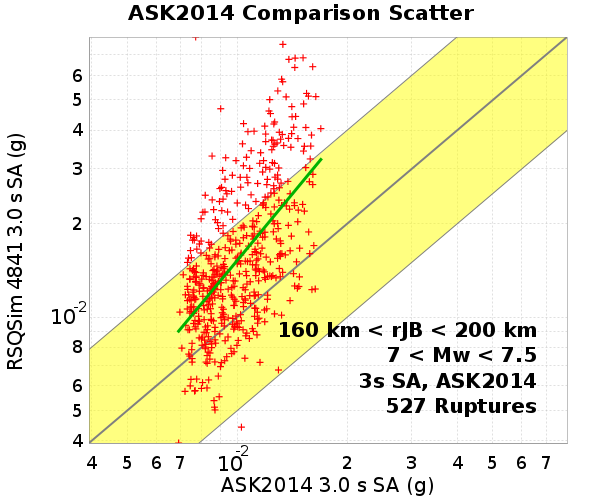 ASK2014 Comparison Scatter
RSQSim 4841 3.0 s SA (g)
6
5
4
3
2
10-2
8
6
5
4
160 km < rJB < 200 km
7 < Mw < 7.5
3s SA, ASK2014
527 Ruptures
4 5 6 7 10-2 2 3 4 5 6 7
ASK2014 3.0 s SA (g)